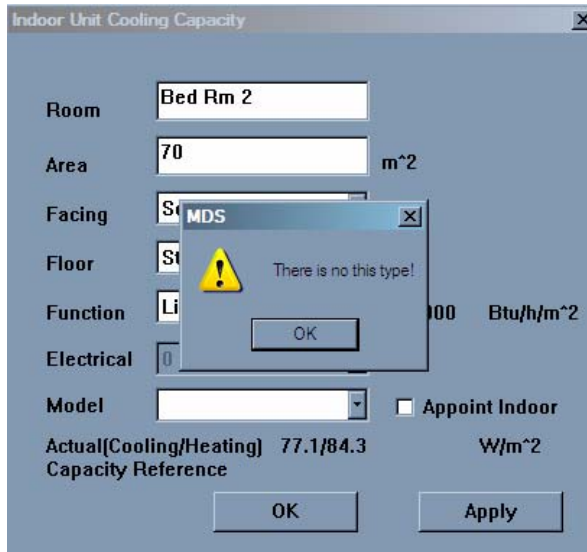 Indoor Unit Cooling Capacity
Room Bed Rm 2
Area 70 m^2
Facing
MDS
Floor
There is no this type!
Function Btu/h/m^2
OK
Electrical 0
Model Appoint Indoor
Actual(Cooling/Heating) 77.1/84.3 W/m^2
Capacity Reference
OK Apply